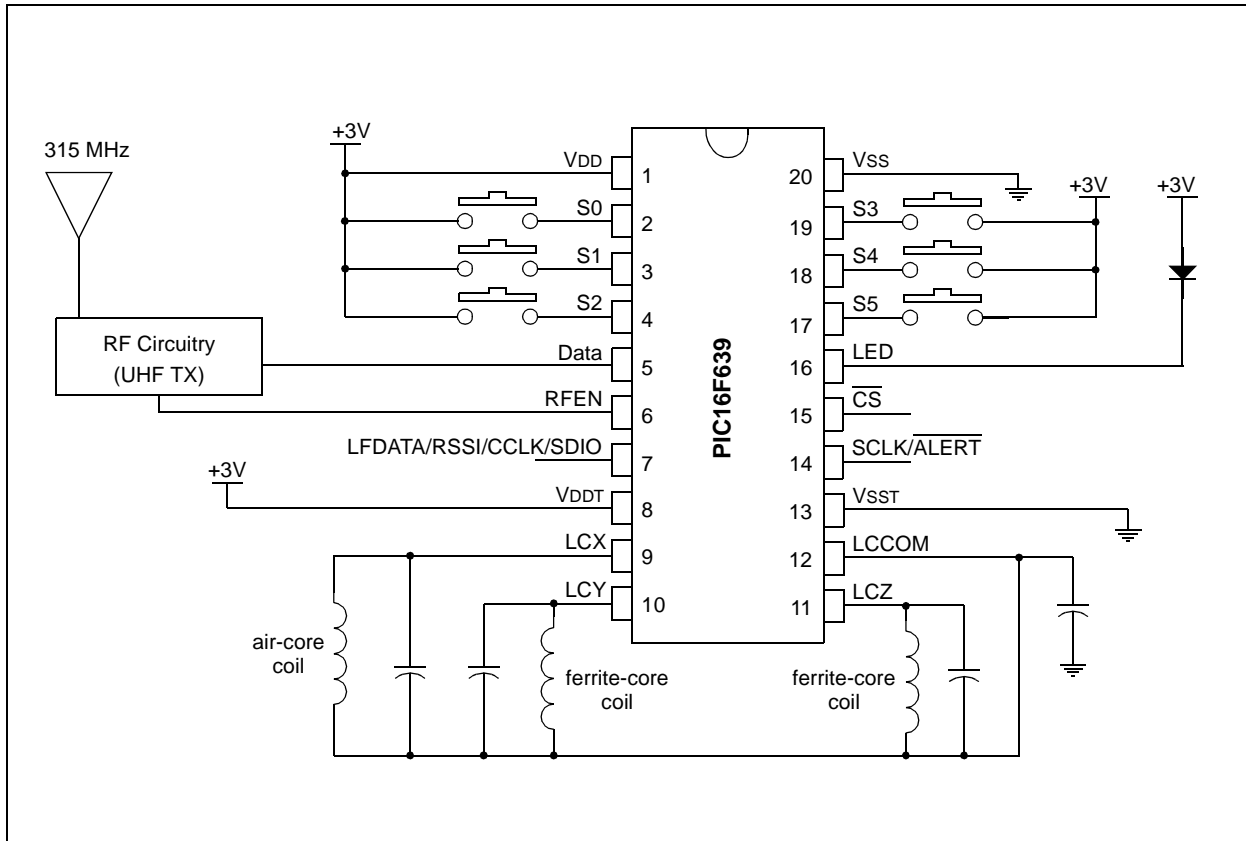 +3V
315 MHz
VDD
1
20
VSS
+3V
+3V
S0
2
19
S3
S1
3
18
S4
S2
4
17
S5
RF Circuitry
(UHF TX)
Data
5
16
LED
RFEN
6
15
CS
LFDATA/RSSI/CCLK/SDIO
7
14
SCLK/ALERT
PIC16F639
+3V
VDDT
8
13
VSST
LCX
9
12
LCCOM
LCY
10
11
LCZ
air-core
coil
ferrite-core
coil
ferrite-core
coil